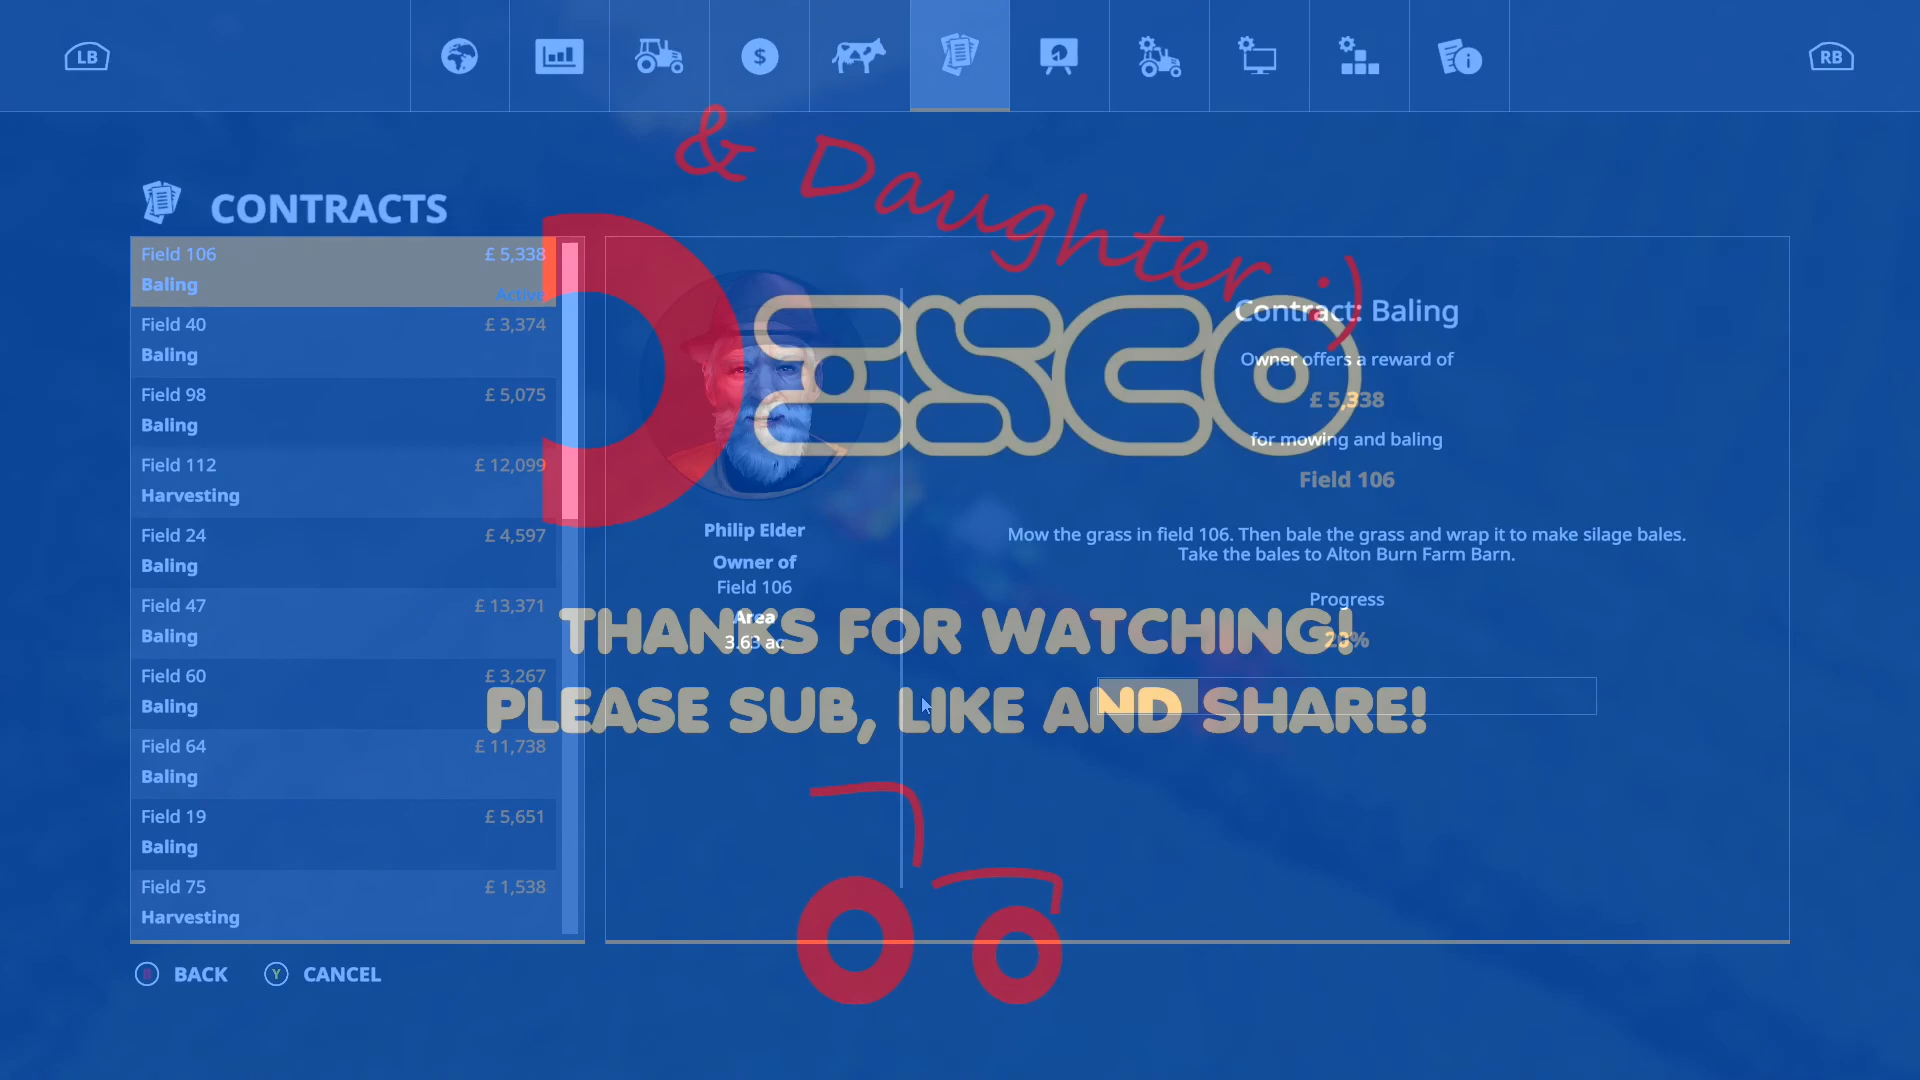 LB
RB
& Daughter :)
CONTRACTS
Field 106 £ 5,338
Baling
Active
Field 40 £ 3,374
Baling
Field 98 £ 5,075
Baling
Field 112 £ 12,099
Harvesting
Field 24 £ 4,597
Baling
Field 47 £ 13,371
Baling
Field 60 £ 3,267
Baling
Field 64 £ 11,738
Baling
Field 19 £ 5,651
Baling
Field 75 £ 1,538
Harvesting
DESCO
Philip Elder
Owner of
Field 106
Area
3.63 ac
Contract: Baling
Owner offers a reward of
£ 5,338
for mowing and baling
Field 106
Mow the grass in field 106. Then bale the grass and wrap it to make silage bales.
Take the bales to Alton Burn Farm Barn.
Progress
20%
THANKS FOR WATCHING!
PLEASE SUB, LIKE AND SHARE!
B BACK Y CANCEL